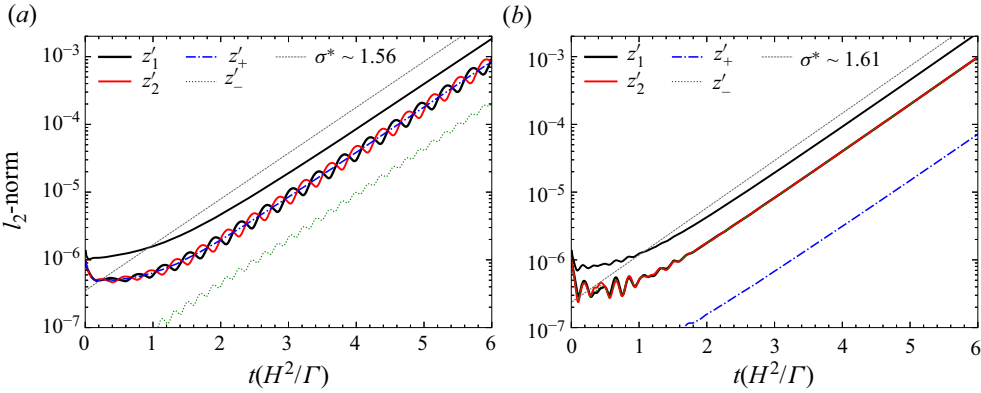 (a)
10⁻³
10⁻⁴
10⁻⁵
10⁻⁶
10⁻⁷
l₂-norm
z′₁
z′₂
z′₊
z′₋
σ* ~ 1.56
0 1 2 3 4 5 6
t(H²/Γ)
(b)
10⁻³
10⁻⁴
10⁻⁵
10⁻⁶
10⁻⁷
z′₁
z′₂
z′₊
z′₋
σ* ~ 1.61
0 1 2 3 4 5 6
t(H²/Γ)